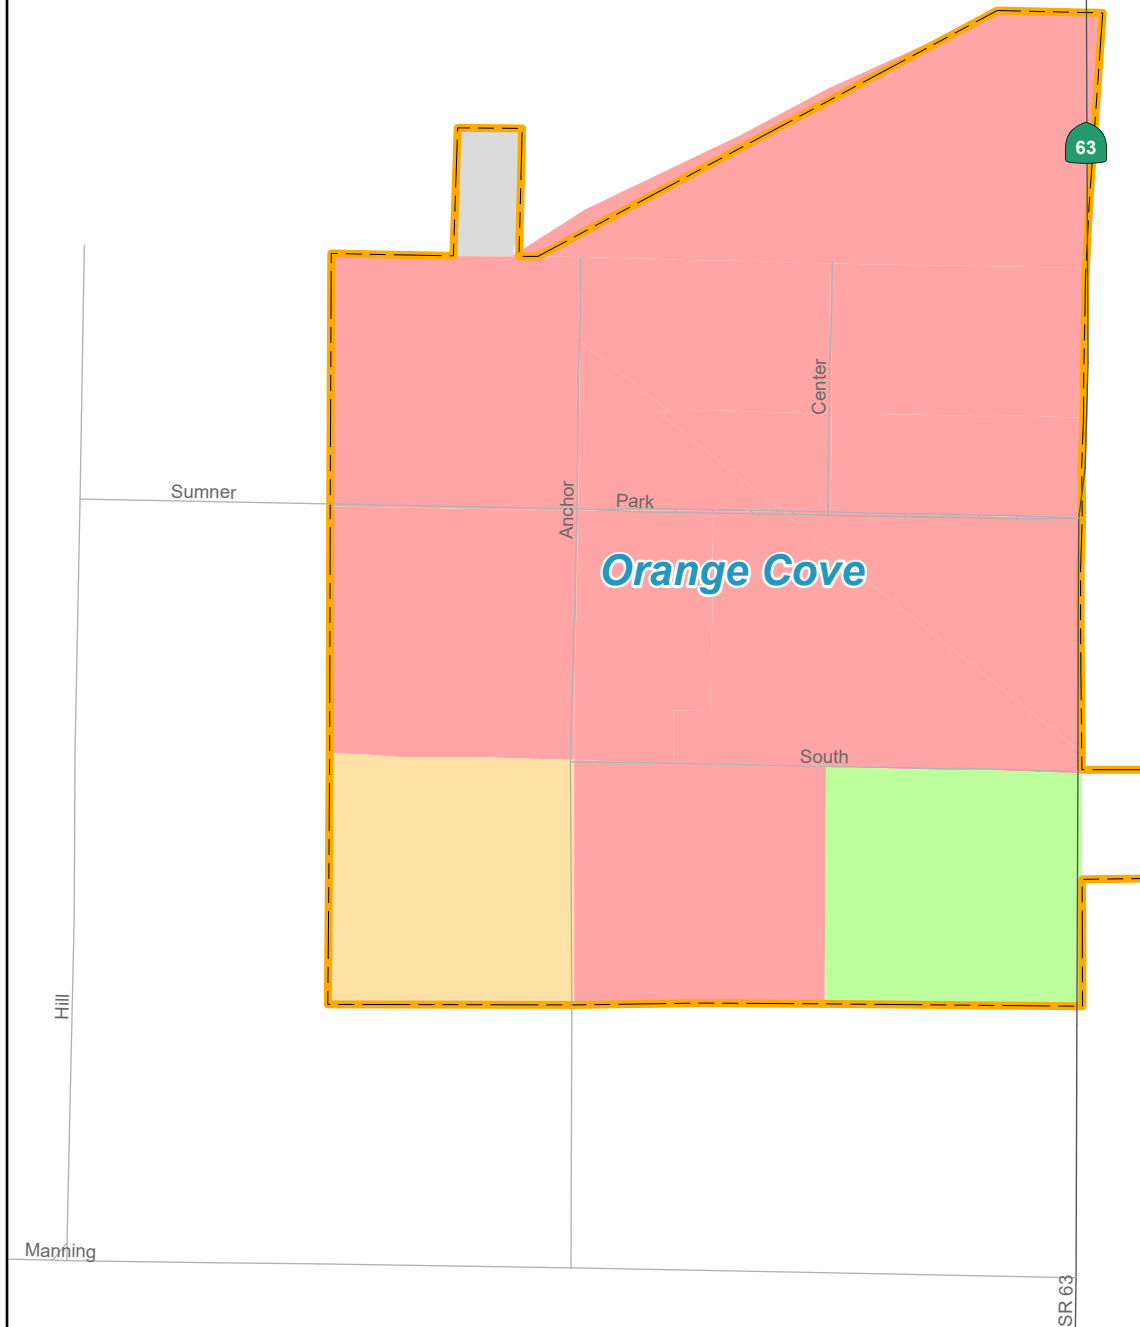 63
Center
Sumner
Anchor
Park
Orange Cove
South
Hill
Manning
SR 63